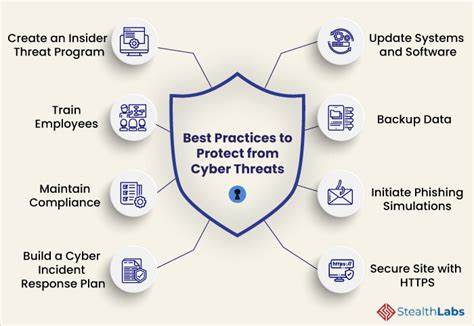 Create an Insider
Threat Program
Train
Employees
Maintain
Compliance
Build a Cyber
Incident
Response Plan
Best Practices to
Protect from
Cyber Threats
Update Systems
and Software
Backup Data
Initiate Phishing
Simulations
https://
Secure Site with
HTTPS
StealthLabs